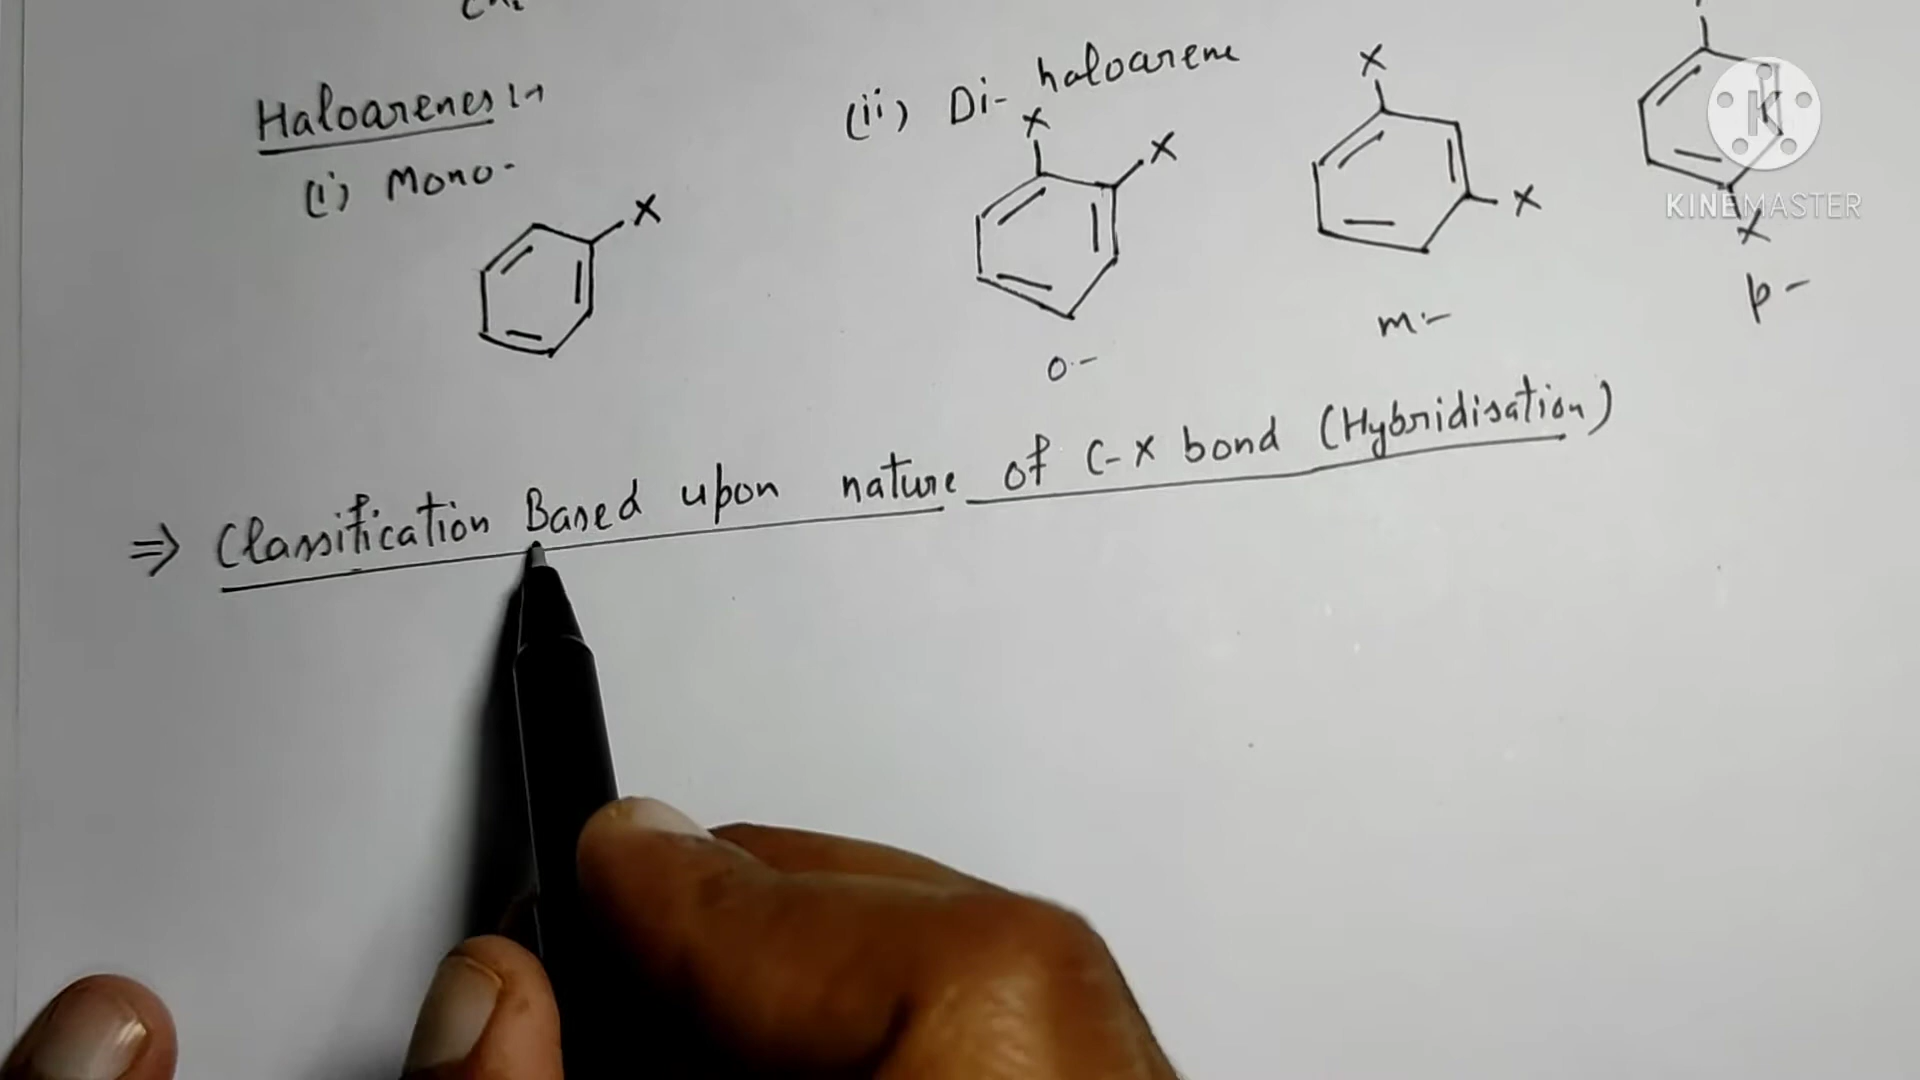 Haloarenes :→
(i) Mono-
X
(ii) Di- haloarene
X
X
o-
X
X
m-
X
p-
⇒ Classification Based upon nature of C-X bond (Hybridisation)
K
KINEMASTER